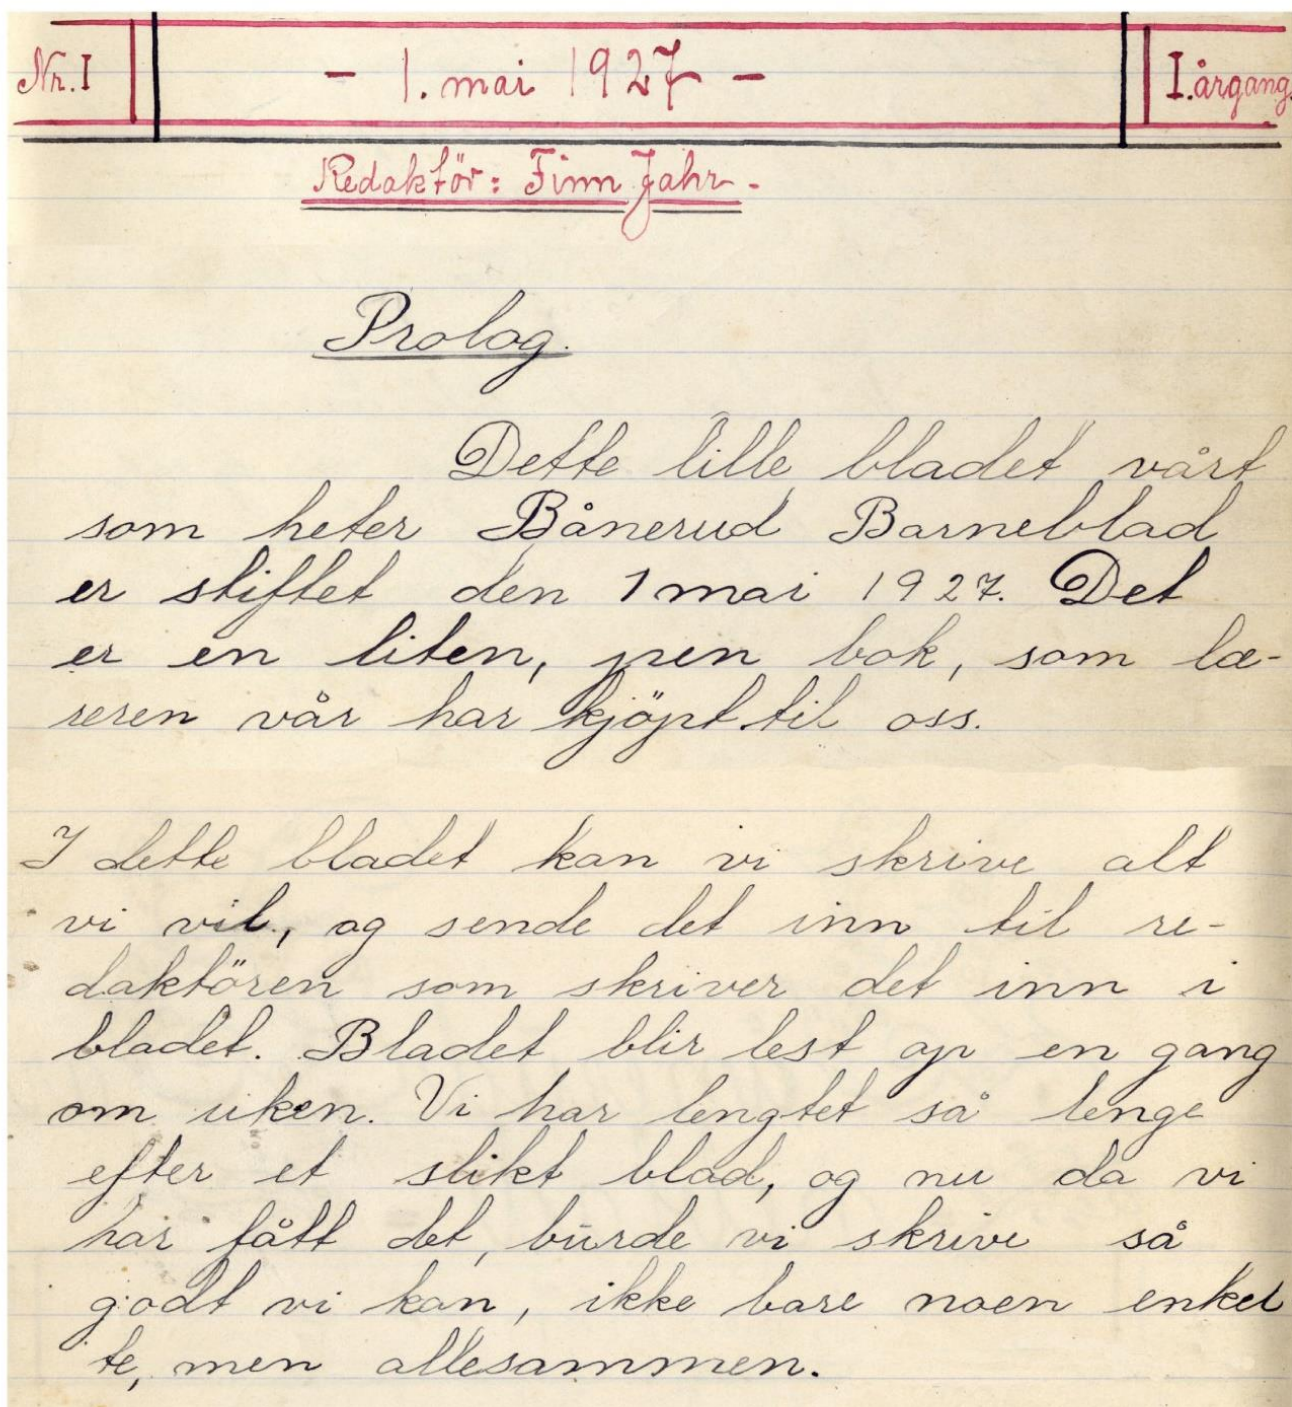 Nr. I - 1. mai 1927 - I. årgang.
Redaktör: Finn Jahr.
Prolog.
Dette lille bladet vårt
som heter Bånerud Barneblad
er stiftet den 1 mai 1927. Det
er en liten, pen bok, som læ-
reren vår har kjöpt til oss.
I dette bladet kan vi skrive alt
vi vil, og sende det inn til re-
daktören som skriver det inn i
bladet. Bladet blir lest op en gang
om uken. Vi har lengtet så lenge
efter et slikt blad, og nu da vi
har fått det, burde vi skrive så
godt vi kan, ikke bare noen enkel
te, men allesammen.